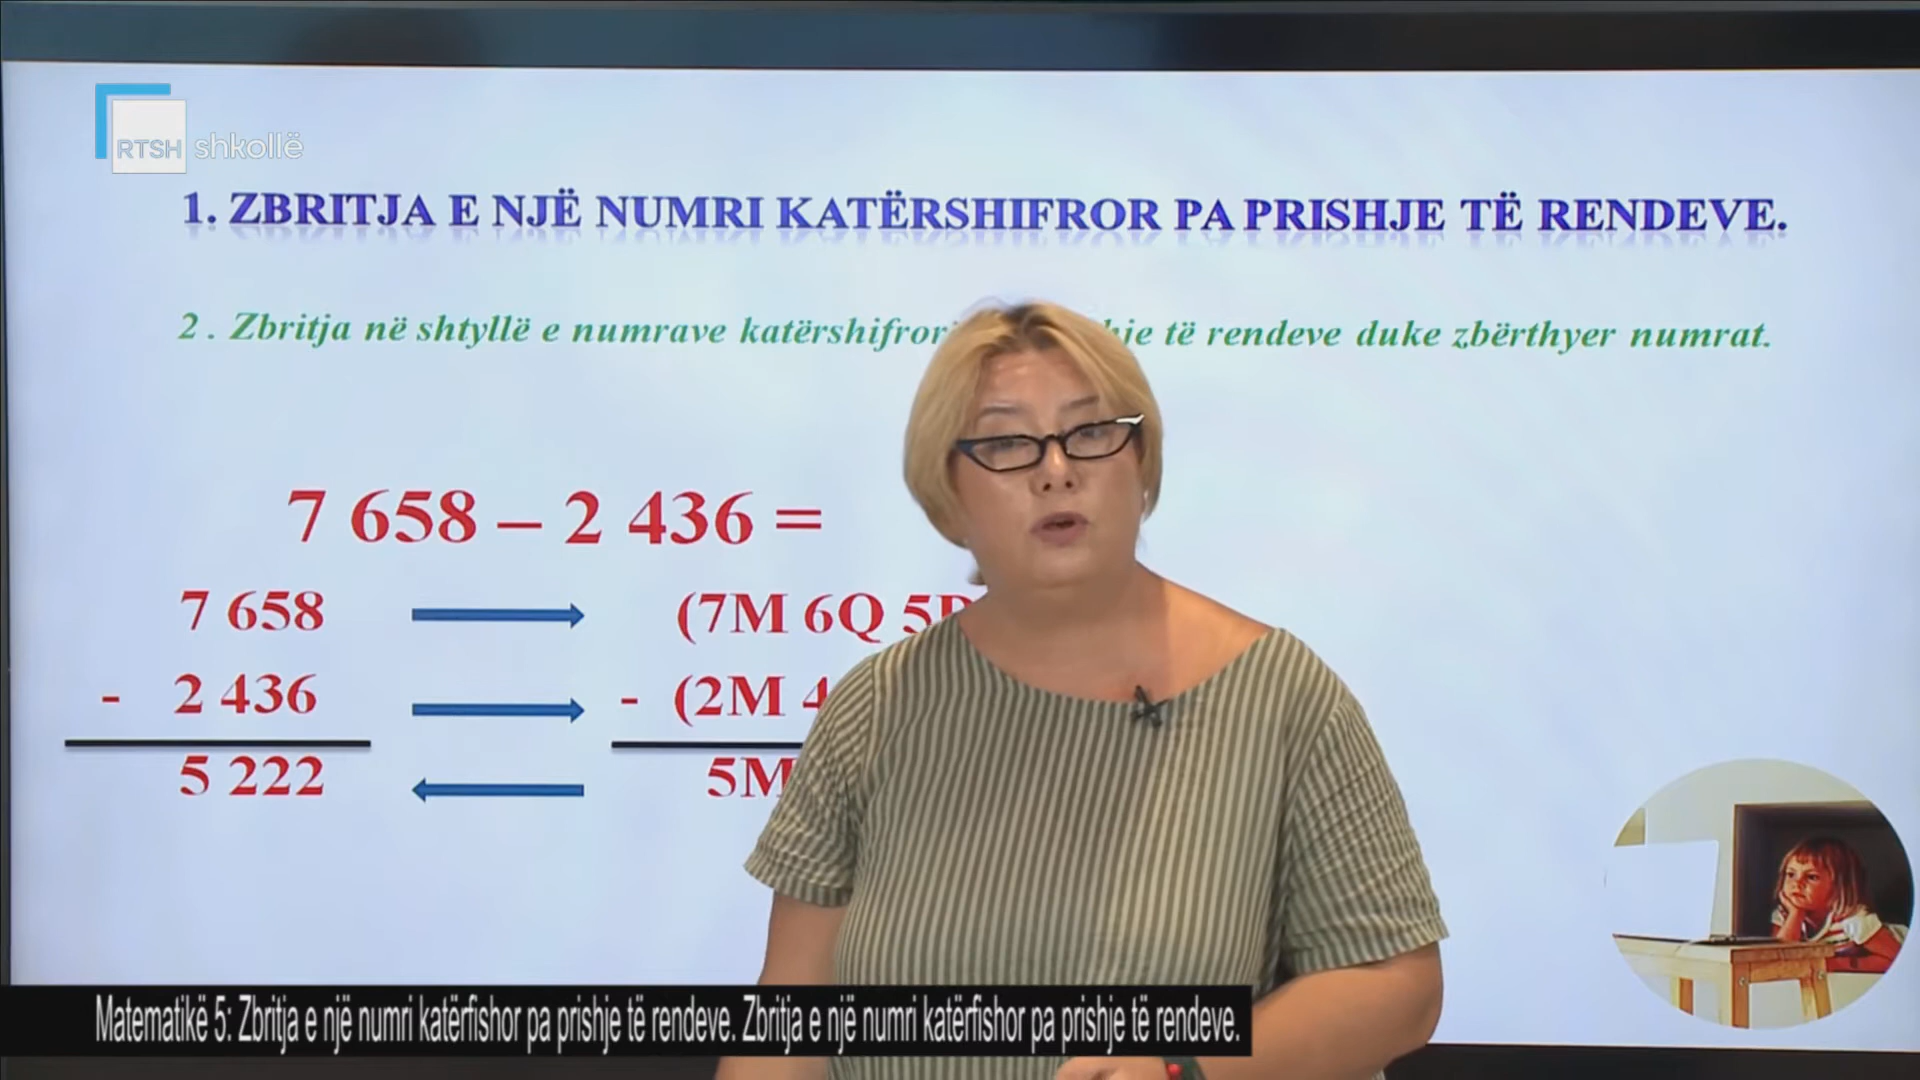 RTSH shkollë
1. ZBRITJA E NJË NUMRI KATËRSHIFROR PA PRISHJE TË RENDEVE.
2 . Zbritja në shtyllë e numrave të rendeve duke zbërthyer numrat.
7 658 – 2 436 =
7 658 (7M 6Q
- 2 436 - (2M
5 222 5M
Matematikë 5: Zbritja e një numri katërfishor pa prishje të rendeve. Zbritja e një numri katërfishor pa prishje të rendeve.